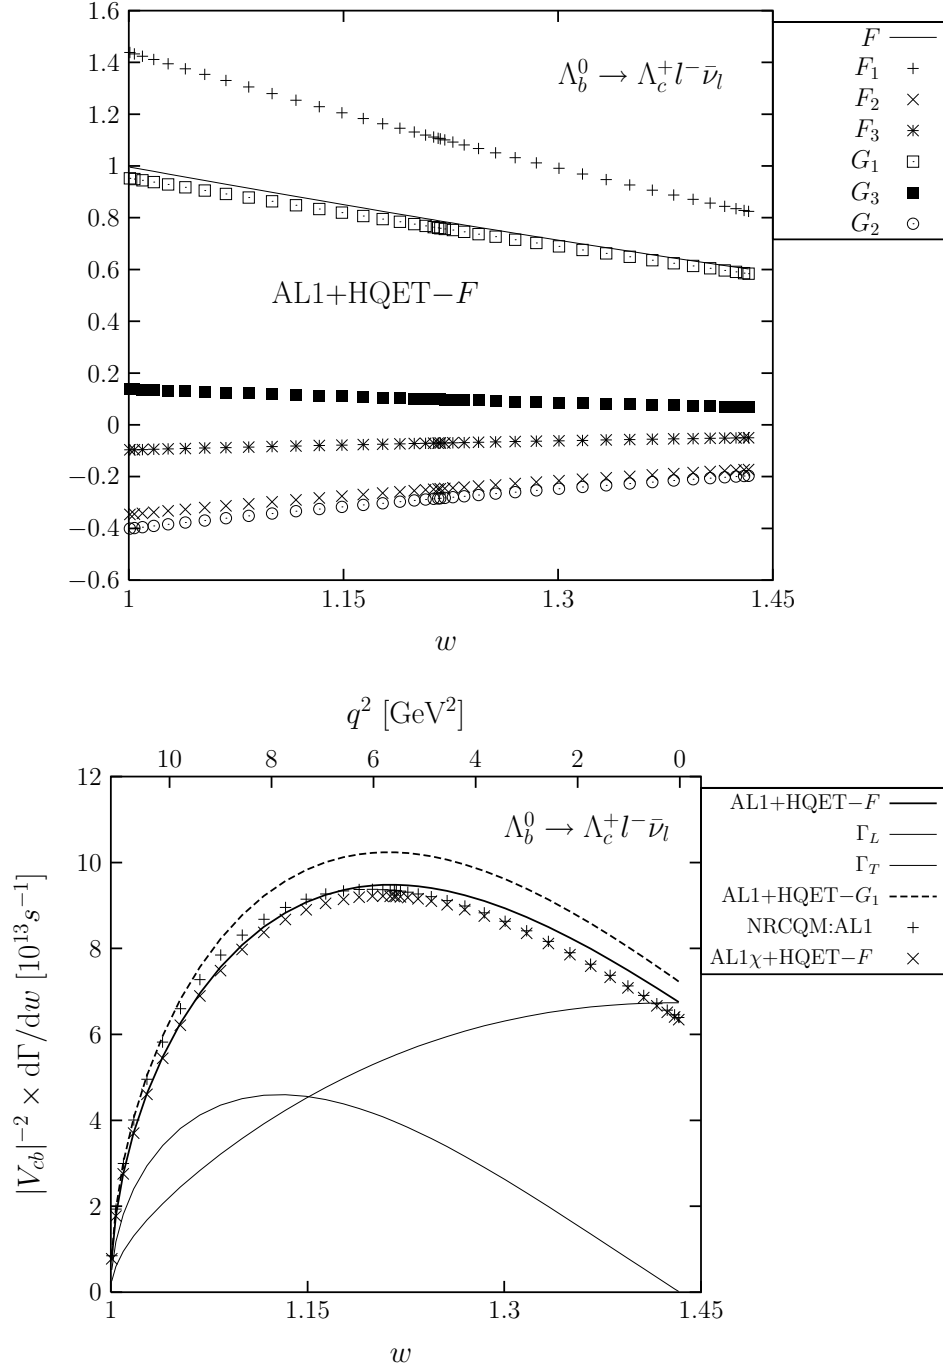 1.6
1.4
1.2
1
0.8
0.6
0.4
0.2
0
−0.2
−0.4
−0.6
1 1.15 1.3 1.45
w
Λ_b^0 → Λ_c^+ l^- ν̄_l
AL1+HQET−F
F
F_1
F_2
F_3
G_1
G_3
G_2
q^2 [GeV^2]
10 8 6 4 2 0
12
10
8
6
4
2
0
1 1.15 1.3 1.45
w
|V_{cb}|^{-2} × dΓ/dw [10^{13}s^{-1}]
Λ_b^0 → Λ_c^+ l^- ν̄_l
AL1+HQET−F
Γ_L
Γ_T
AL1+HQET−G_1
NRCQM:AL1
AL1χ+HQET−F